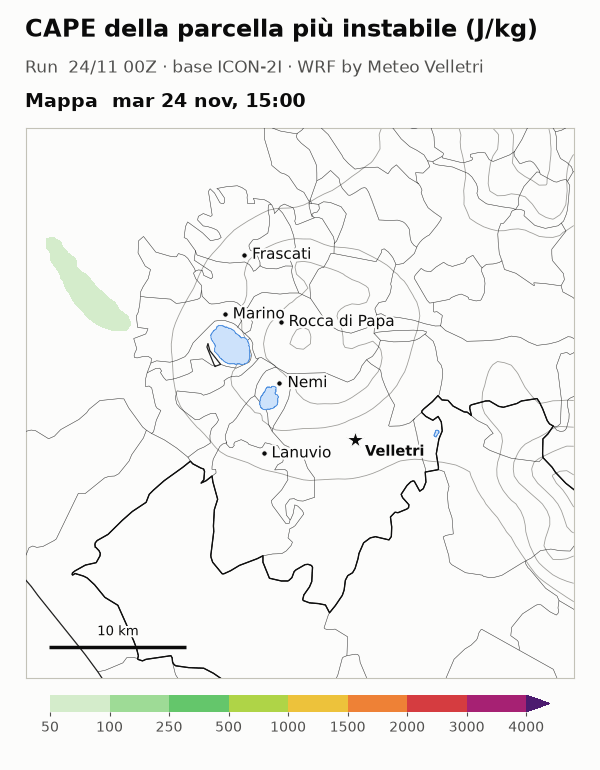 CAPE della parcella più instabile (J/kg)
Run  24/11 00Z · base ICON-2I · WRF by Meteo Velletri
Mappa  mar 24 nov, 15:00
Frascati
Marino
Rocca di Papa
Nemi
Velletri
Lanuvio
10 km
50 100 250 500 1000 1500 2000 3000 4000